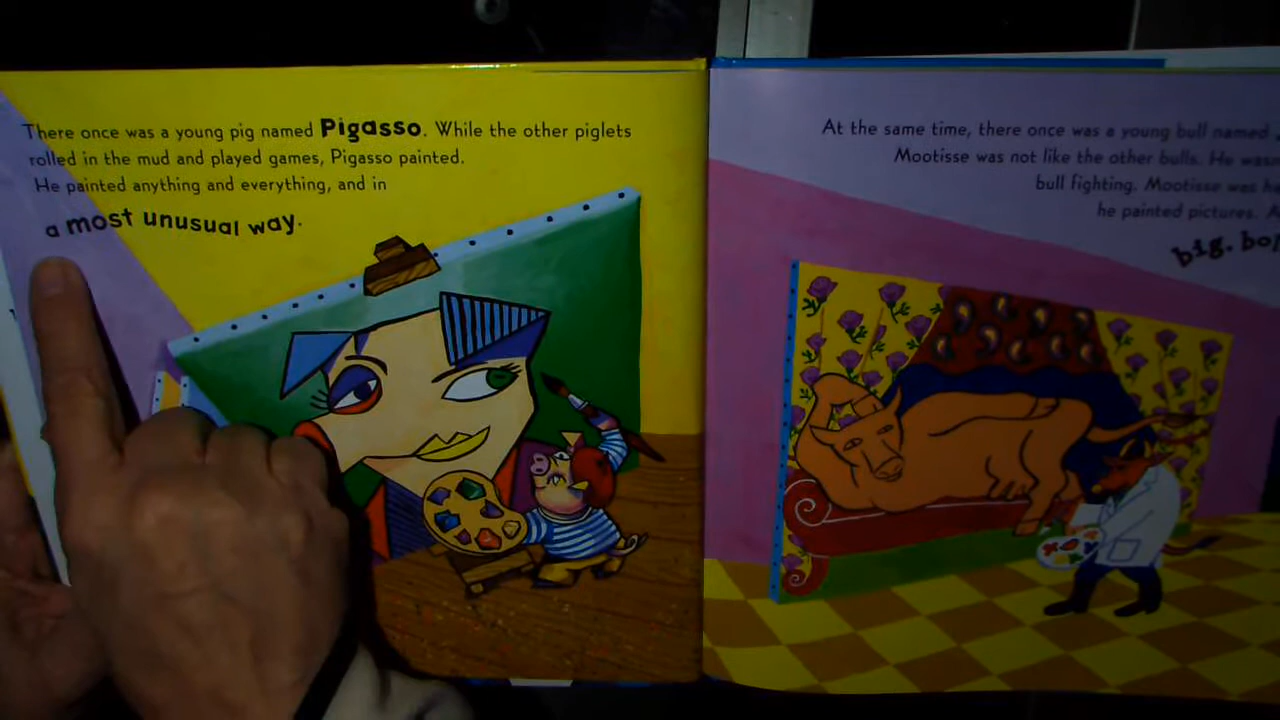 There once was a young pig named Pigasso. While the other piglets
rolled in the mud and played games, Pigasso painted.
He painted anything and everything, and in
a most unusual way.
At the same time, there once was a young bull named
Mootisse was not like the other bulls. He
bull fighting. Mootisse was
he painted pictures.
big.